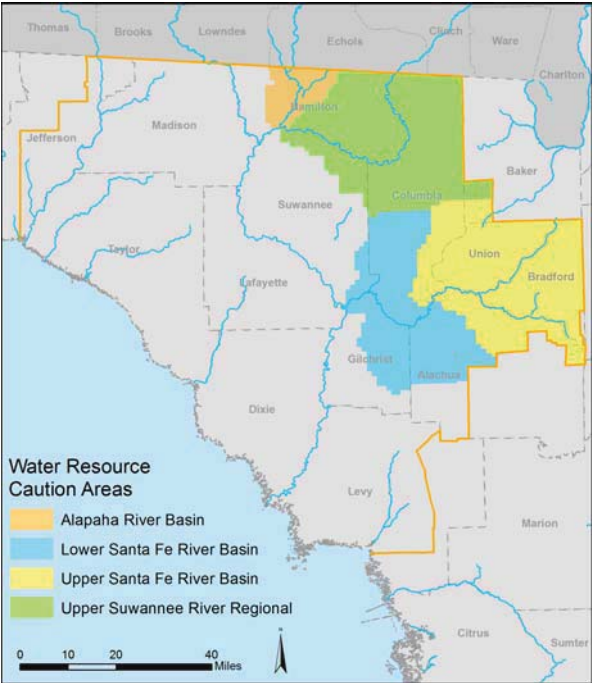 Thomas
Brooks
Lowndes
Echols
Clinch
Ware
Charlton
Hamilton
Jefferson
Madison
Baker
Suwannee
Columbia
Taylor
Lafayette
Union
Bradford
Gilchrist
Alachua
Dixie
Levy
Marion
Citrus
Sumter
Water Resource
Caution Areas
Alapaha River Basin
Lower Santa Fe River Basin
Upper Santa Fe River Basin
Upper Suwannee River Regional
0 10 20 40
Miles
N